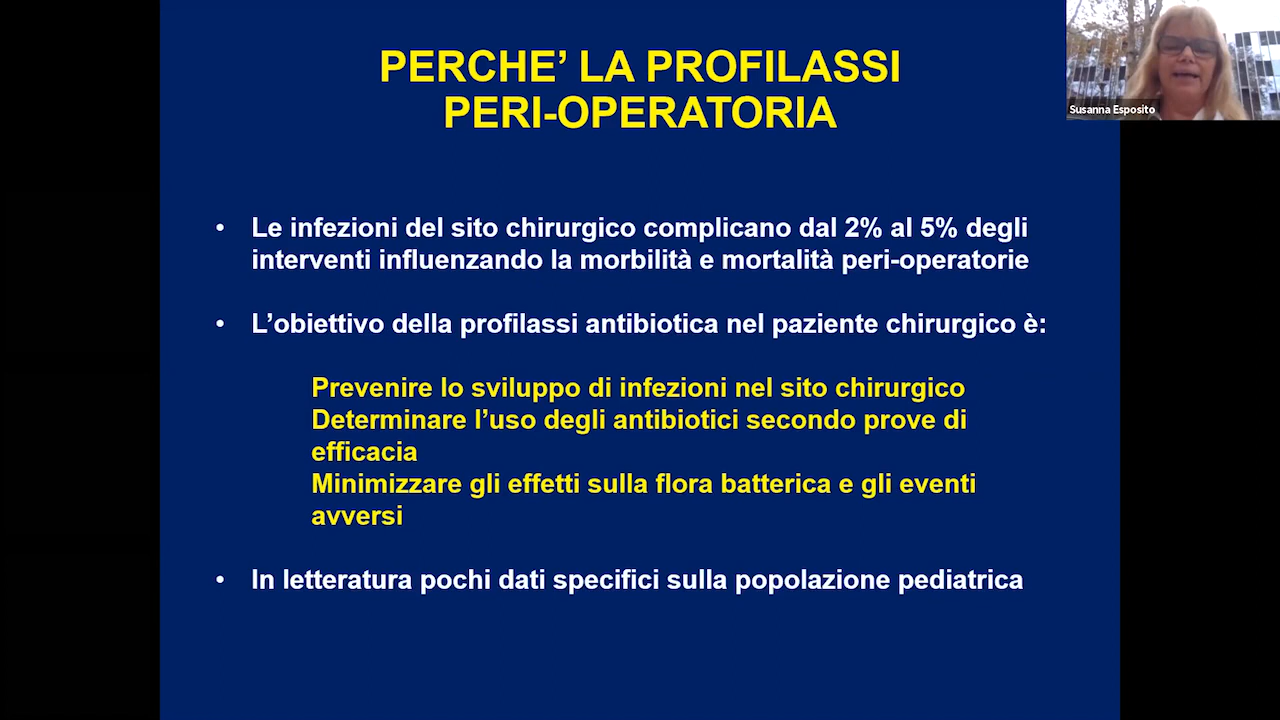 PERCHE’ LA PROFILASSI
PERI-OPERATORIA
Susanna Esposito
• Le infezioni del sito chirurgico complicano dal 2% al 5% degli
interventi influenzando la morbilità e mortalità peri-operatorie
• L’obiettivo della profilassi antibiotica nel paziente chirurgico è:
Prevenire lo sviluppo di infezioni nel sito chirurgico
Determinare l’uso degli antibiotici secondo prove di
efficacia
Minimizzare gli effetti sulla flora batterica e gli eventi
avversi
• In letteratura pochi dati specifici sulla popolazione pediatrica